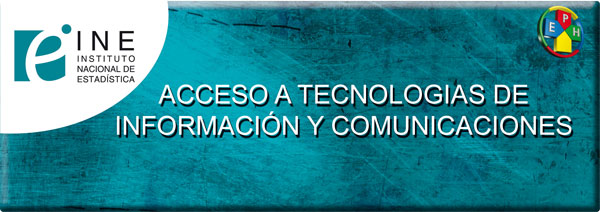 INE
INSTITUTO
NACIONAL DE
ESTADÍSTICA
E P H
ACCESO A TECNOLOGIAS DE
INFORMACIÓN Y COMUNICACIONES